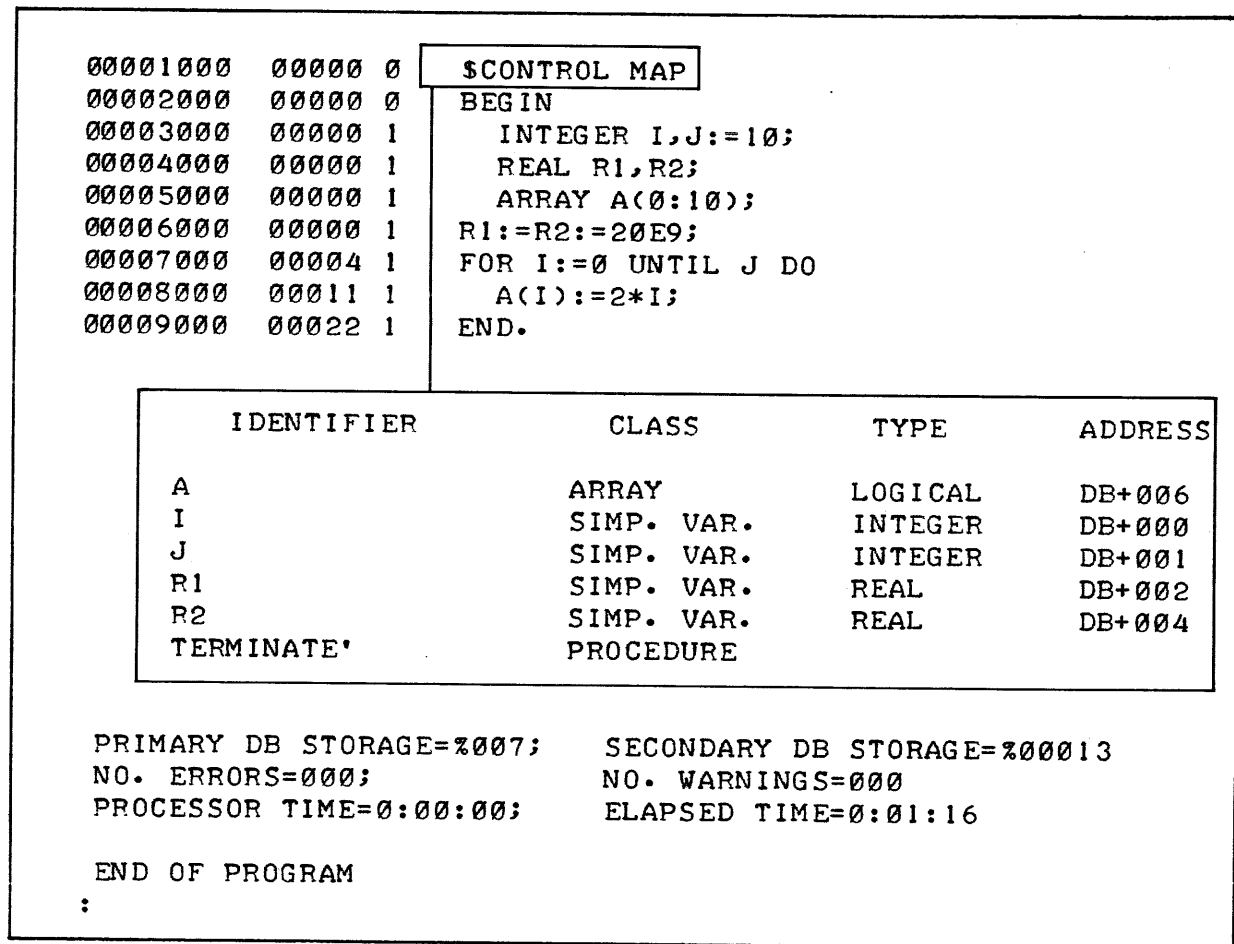 00001000 00000 0 $CONTROL MAP
00002000 00000 0 BEGIN
00003000 00000 1 INTEGER I,J:=10;
00004000 00000 1 REAL R1,R2;
00005000 00000 1 ARRAY A(0:10);
00006000 00000 1 R1:=R2:=20E9;
00007000 00004 1 FOR I:=0 UNTIL J DO
00008000 00011 1 A(I):=2*I;
00009000 00022 1 END.
IDENTIFIER CLASS TYPE ADDRESS
A ARRAY LOGICAL DB+006
I SIMP. VAR. INTEGER DB+000
J SIMP. VAR. INTEGER DB+001
R1 SIMP. VAR. REAL DB+002
R2 SIMP. VAR. REAL DB+004
TERMINATE' PROCEDURE
PRIMARY DB STORAGE=%007; SECONDARY DB STORAGE=%00013
NO. ERRORS=000; NO. WARNINGS=000
PROCESSOR TIME=0:00:00; ELAPSED TIME=0:01:16
END OF PROGRAM
: